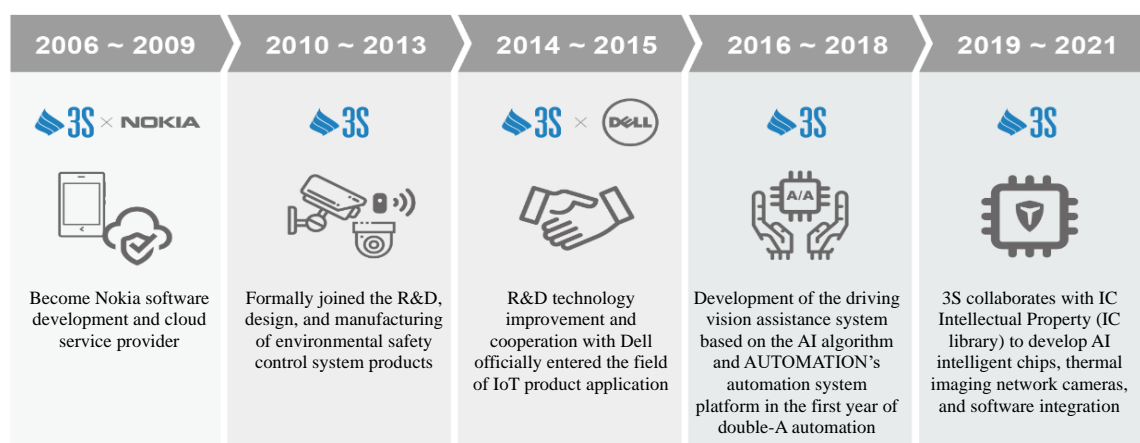 2006 ~ 2009
2010 ~ 2013
2014 ~ 2015
2016 ~ 2018
2019 ~ 2021
3S × NOKIA
3S
3S × DELL
3S
3S
A/A
Become Nokia software
development and cloud
service provider
Formally joined the R&D,
design, and manufacturing
of environmental safety
control system products
R&D technology
improvement and
cooperation with Dell
officially entered the field
of IoT product application
Development of the driving
vision assistance system
based on the AI algorithm
and AUTOMATION’s
automation system
platform in the first year of
double-A automation
3S collaborates with IC
Intellectual Property (IC
library) to develop AI
intelligent chips, thermal
imaging network cameras,
and software integration